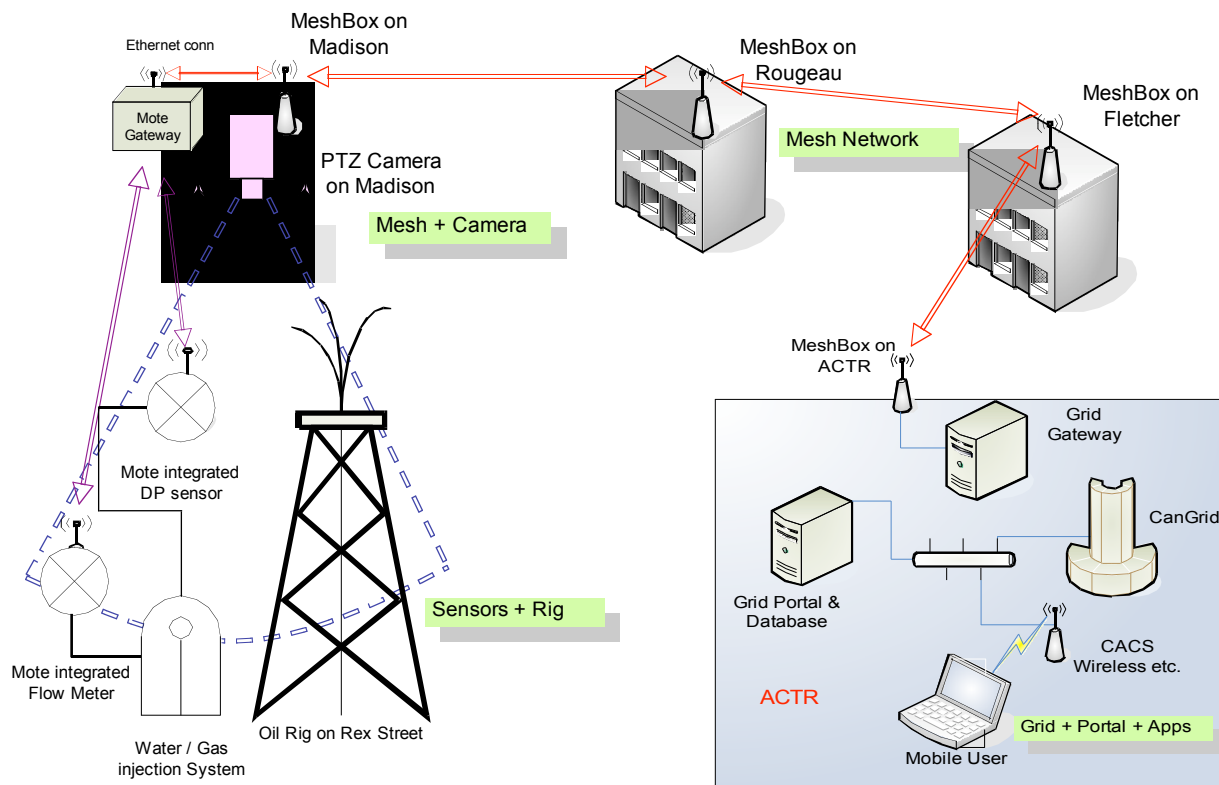 Ethernet conn
MeshBox on
Madison
MeshBox on
Rougeau
MeshBox on
Fletcher
Mote
Gateway
Mesh Network
PTZ Camera
on Madison
Mesh + Camera
MeshBox on
ACTR
Grid
Gateway
Mote integrated
DP sensor
CanGrid
Grid Portal &
Database
Sensors + Rig
CACS
Wireless etc.
Mote integrated
Flow Meter
ACTR
Oil Rig on Rex Street
Grid + Portal + Apps
Water / Gas
injection System
Mobile User